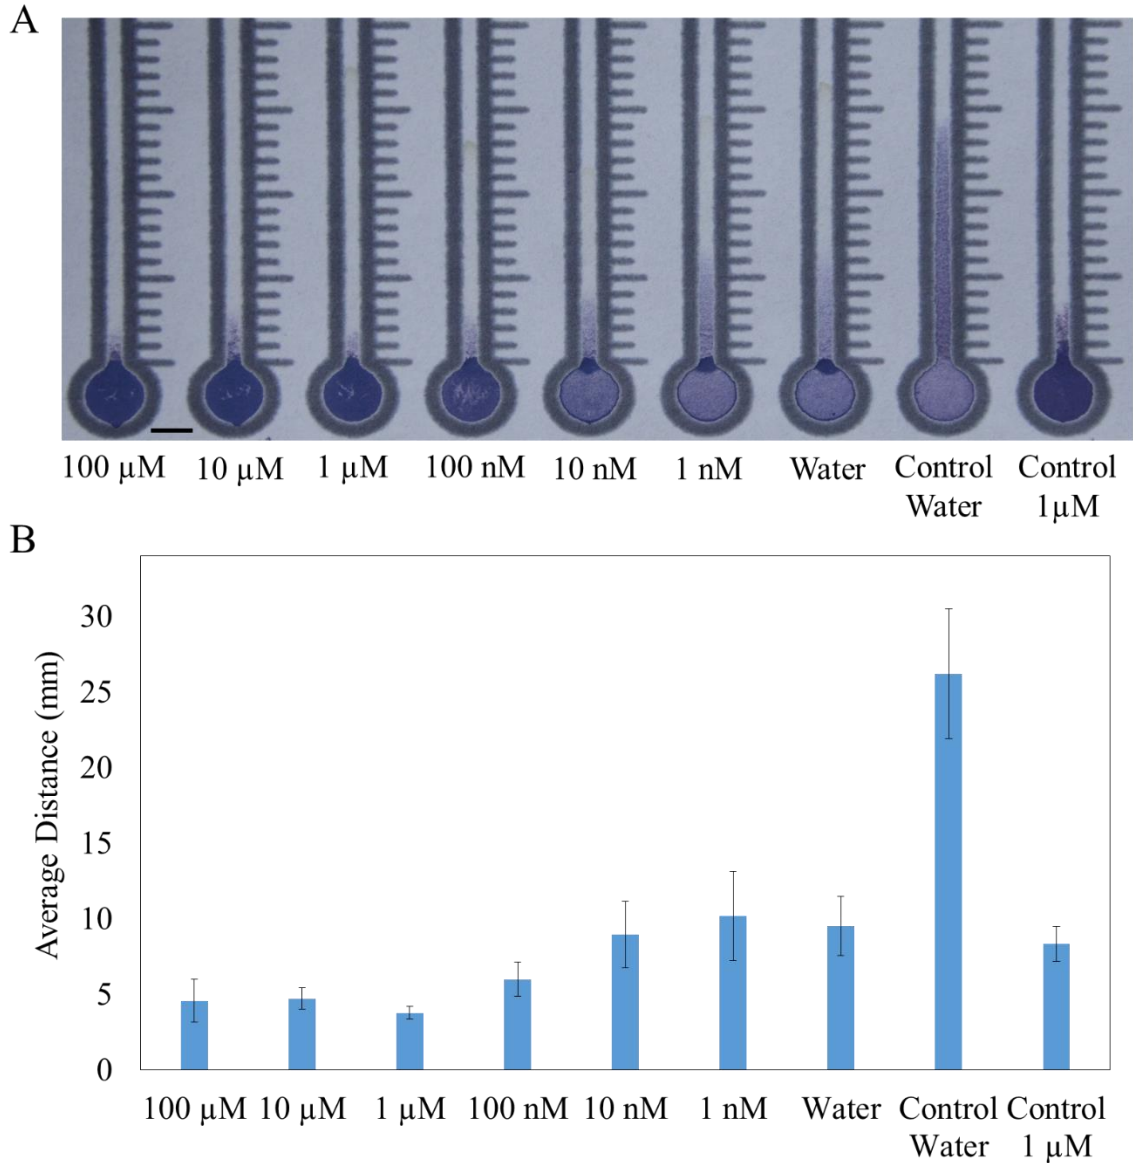 A
100 µM 10 µM 1 µM 100 nM 10 nM 1 nM Water Control Control
Water 1µM
B
Average Distance (mm)
30
25
20
15
10
5
0
100 µM 10 µM 1 µM 100 nM 10 nM 1 nM Water Control Control
Water 1 µM